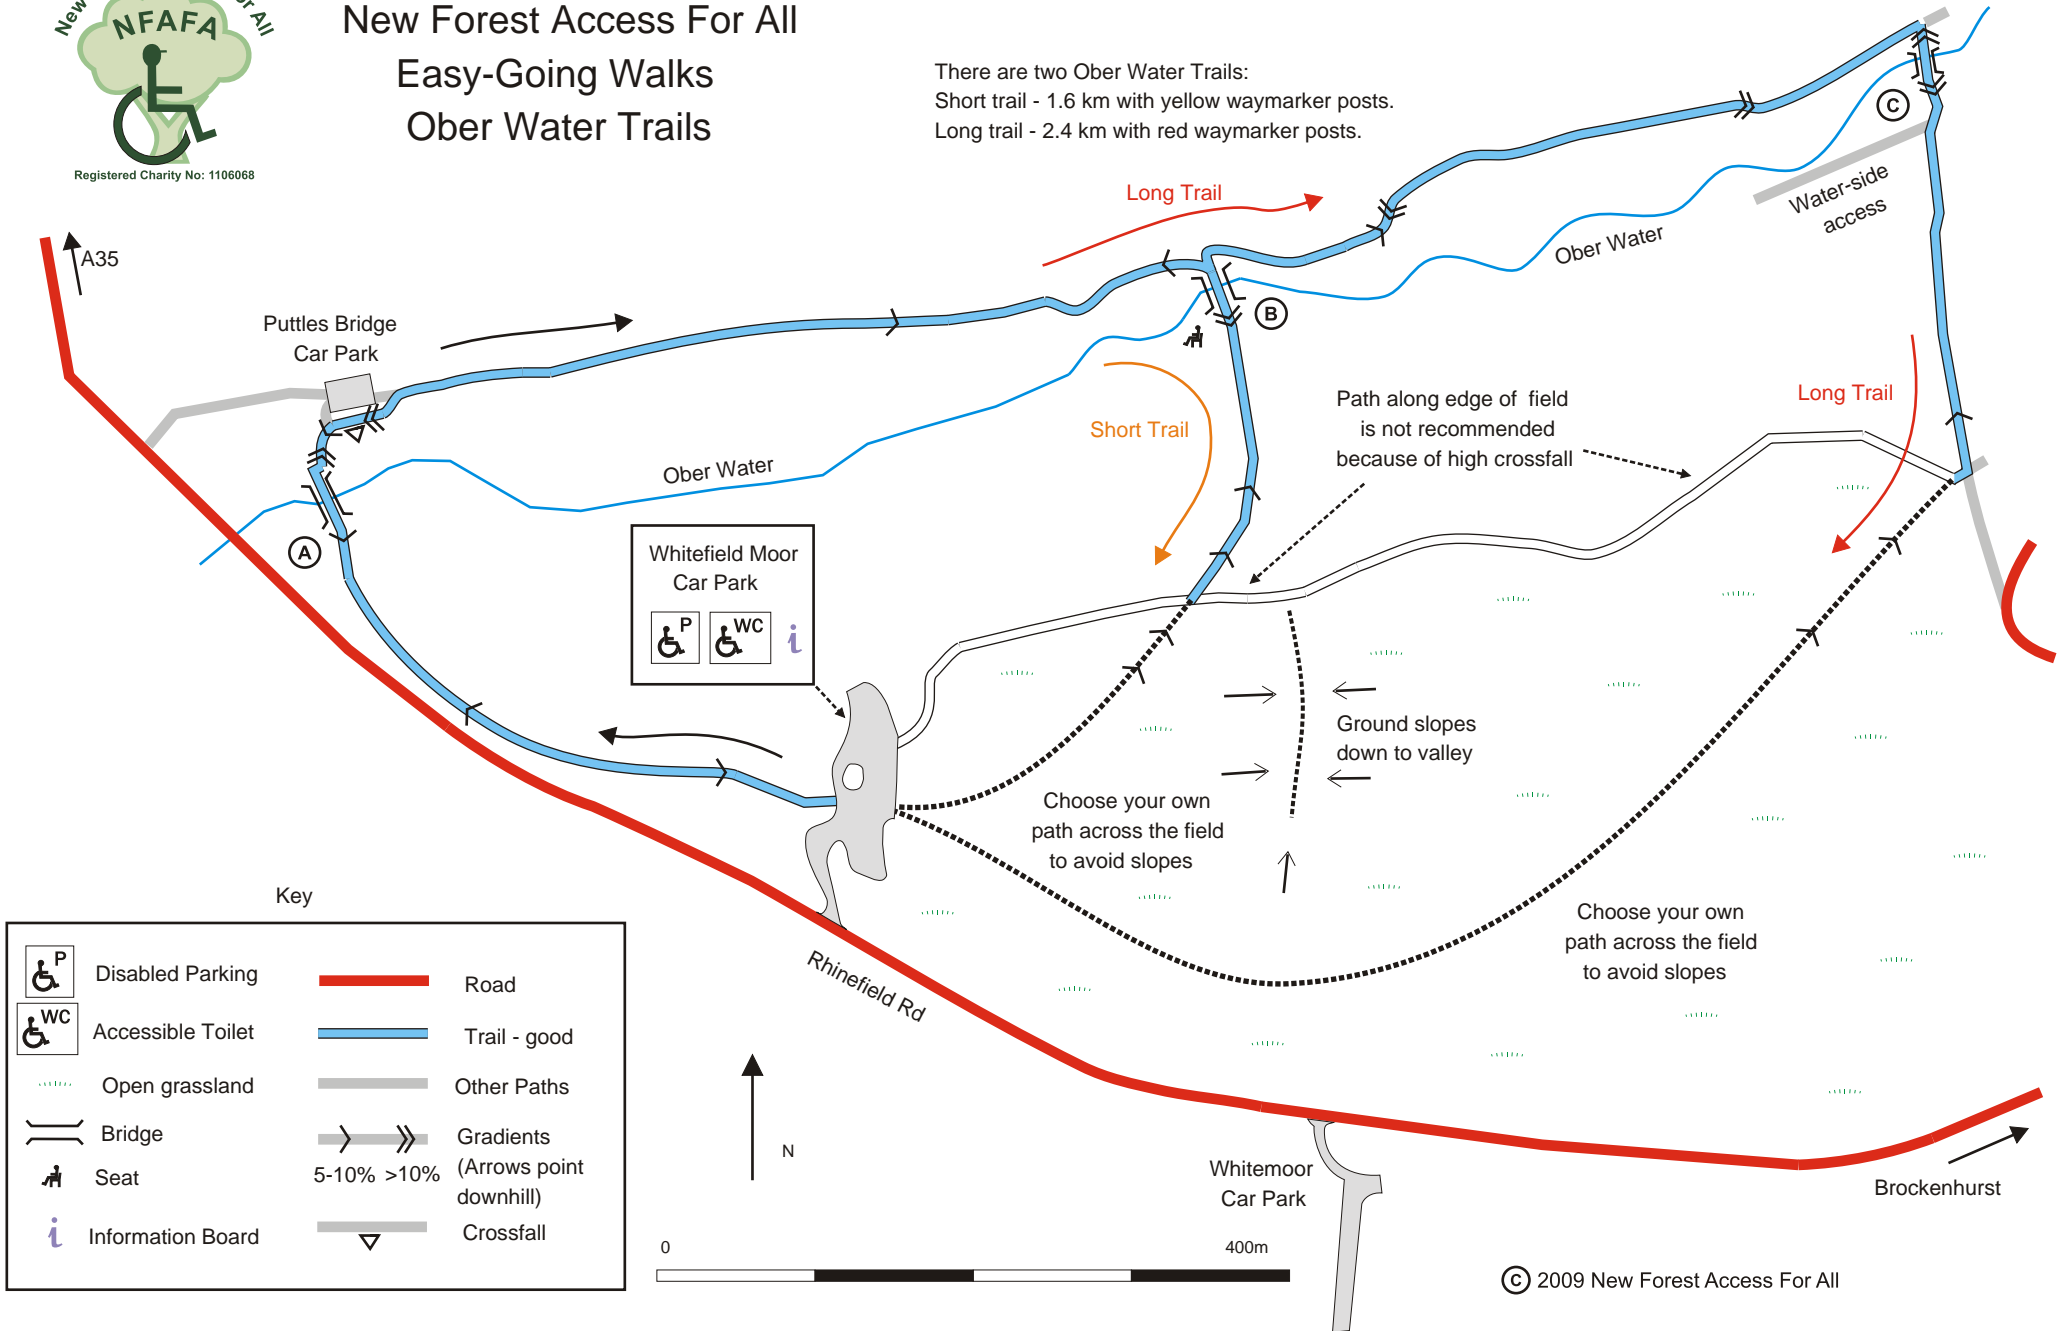 NFAFA
Registered Charity No: 1106068
New Forest Access For All
Easy-Going Walks
Ober Water Trails
There are two Ober Water Trails:
Short trail - 1.6 km with yellow waymarker posts.
Long trail - 2.4 km with red waymarker posts.
C
Water-side
access
Long Trail
Ober Water
A35
Puttles Bridge
Car Park
B
Short Trail
Path along edge of field
is not recommended
because of high crossfall
Long Trail
Ober Water
A
Whitefield Moor
Car Park
P
WC
i
Ground slopes
down to valley
Choose your own
path across the field
to avoid slopes
Choose your own
path across the field
to avoid slopes
Rhinefield Rd
Key
P
Disabled Parking
Road
WC
Accessible Toilet
Trail - good
Open grassland
Other Paths
Bridge
Gradients
(Arrows point
downhill)
5-10% >10%
Seat
i
Information Board
Crossfall
N
0
400m
Whitemoor
Car Park
Brockenhurst
C 2009 New Forest Access For All